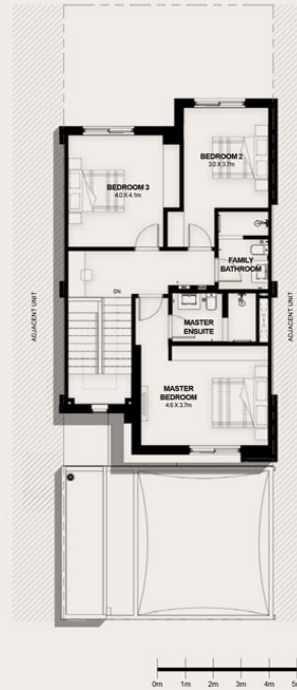 BEDROOM 2
3.0 X 3.7m
BEDROOM 3
4.0 X 4.1m
FAMILY
BATHROOM
DN
ADJACENT UNIT
ADJACENT UNIT
MASTER
ENSUITE
MASTER
BEDROOM
4.6 X 3.7m
0m 1m 2m 3m 4m